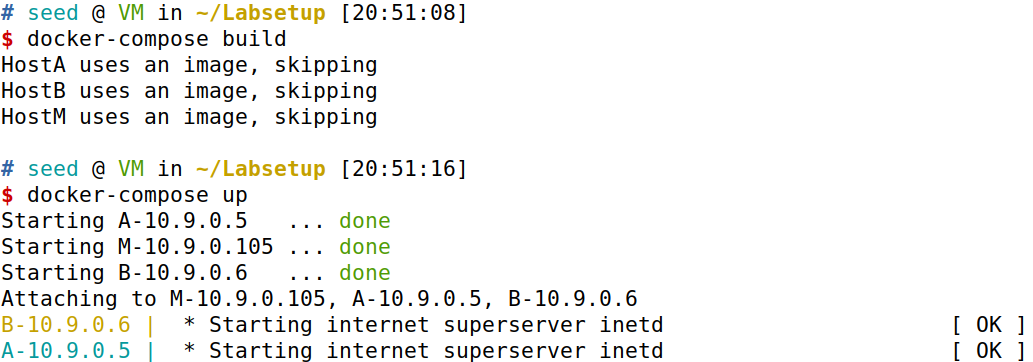 # seed @ VM in ~/Labsetup [20:51:08]
$ docker-compose build
HostA uses an image, skipping
HostB uses an image, skipping
HostM uses an image, skipping
# seed @ VM in ~/Labsetup [20:51:16]
$ docker-compose up
Starting A-10.9.0.5   ... done
Starting M-10.9.0.105 ... done
Starting B-10.9.0.6   ... done
Attaching to M-10.9.0.105, A-10.9.0.5, B-10.9.0.6
B-10.9.0.6 |  * Starting internet superserver inetd                      [ OK ]
A-10.9.0.5 |  * Starting internet superserver inetd                      [ OK ]